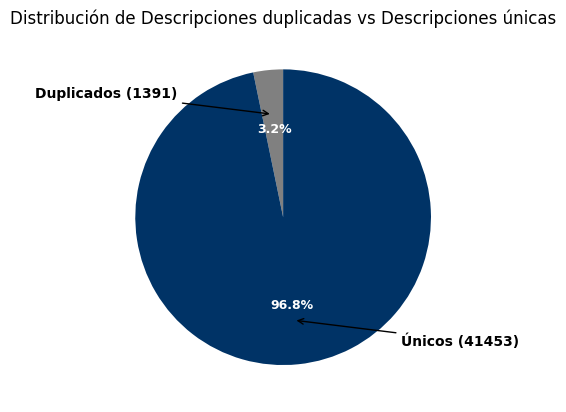 Distribución de Descripciones duplicadas vs Descripciones únicas
Duplicados (1391)
3.2%
96.8%
Únicos (41453)